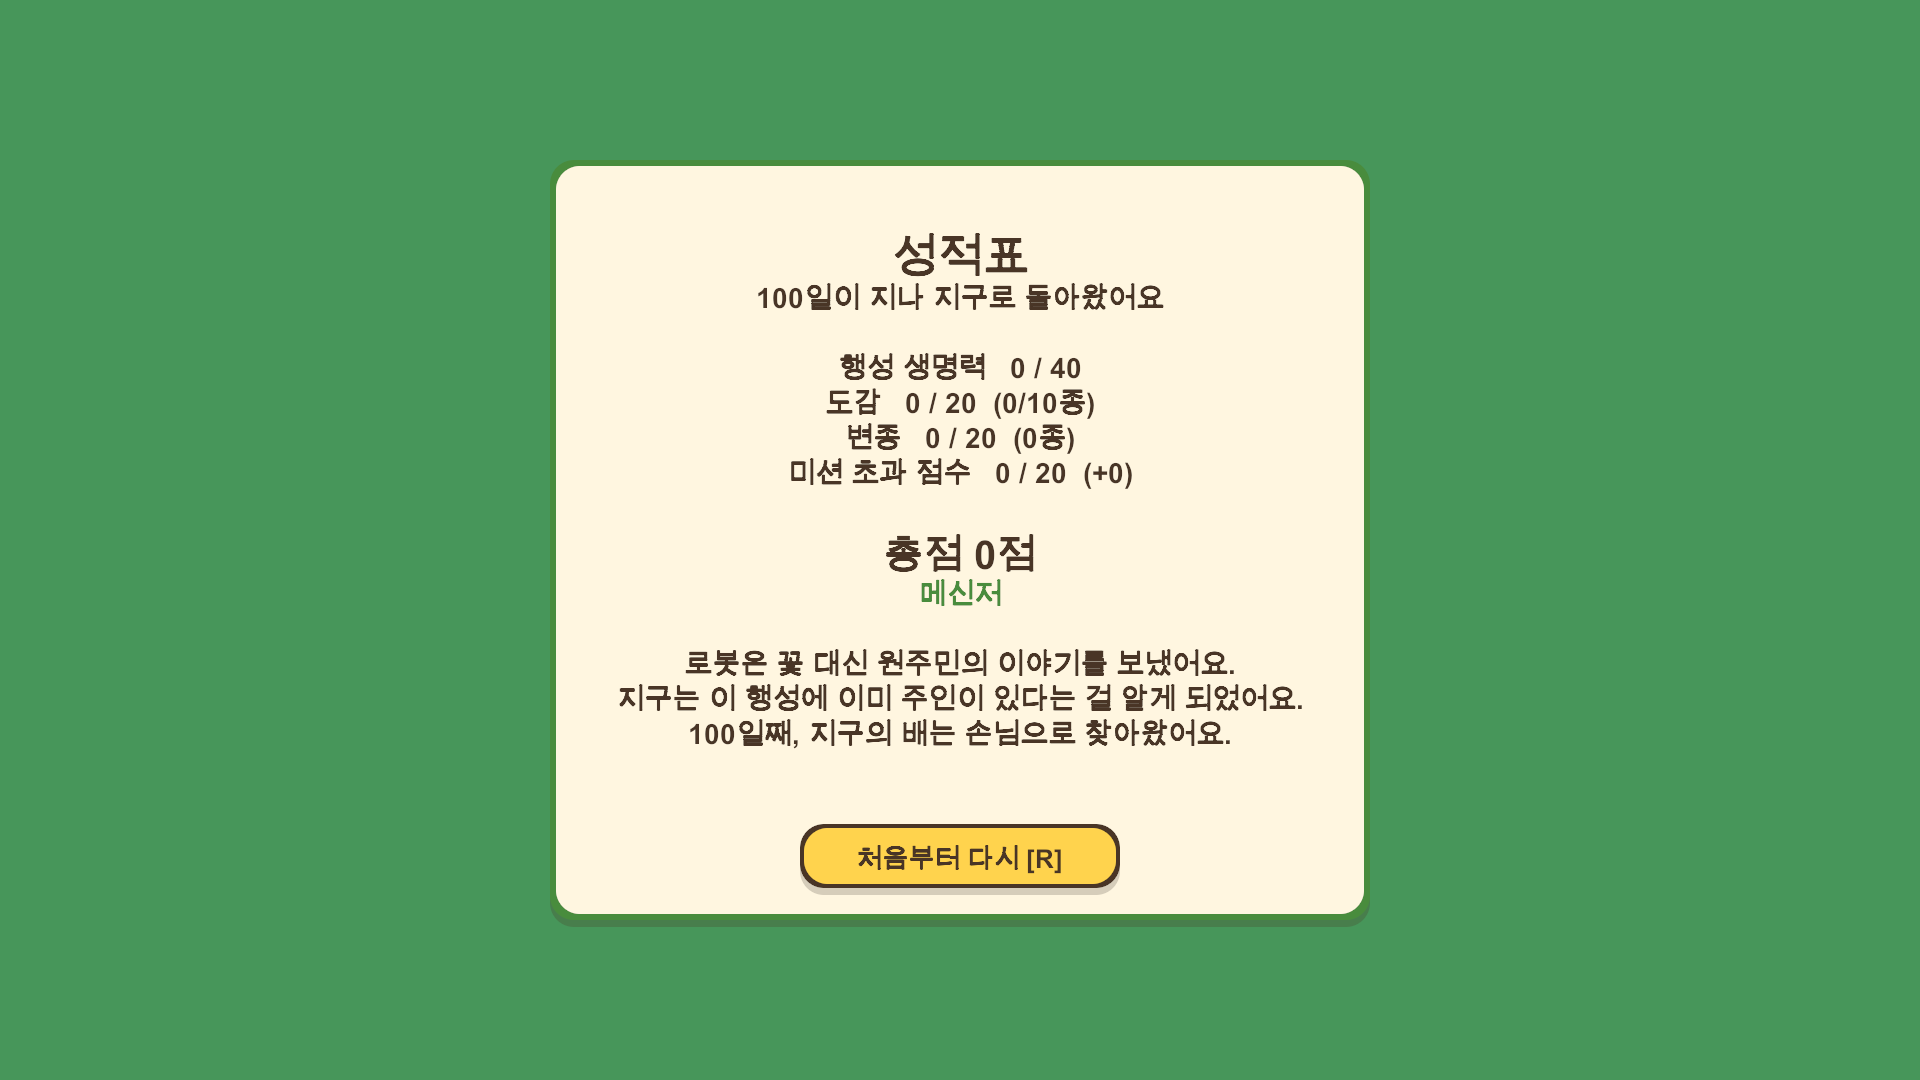 성적표
100일이 지나 지구로 돌아왔어요
행성 생명력 0 / 40
도감 0 / 20 (0/10종)
변종 0 / 20 (0종)
미션 초과 점수 0 / 20 (+0)
총점 0점
메신저
로봇은 꽃 대신 원주민의 이야기를 보냈어요.
지구는 이 행성에 이미 주인이 있다는 걸 알게 되었어요.
100일째, 지구의 배는 손님으로 찾아왔어요.
처음부터 다시 [R]